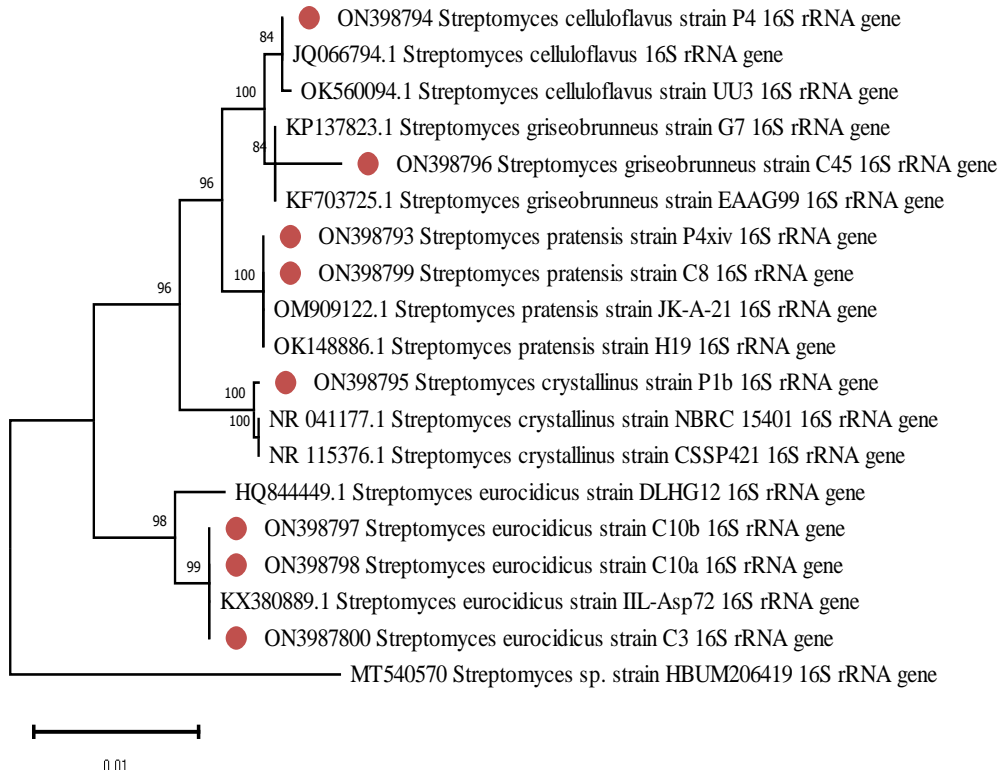 ON398794 Streptomyces celluloflavus strain P4 16S rRNA gene
84
JQ066794.1 Streptomyces celluloflavus 16S rRNA gene
OK560094.1 Streptomyces celluloflavus strain UU3 16S rRNA gene
100
KP137823.1 Streptomyces griseobrunneus strain G7 16S rRNA gene
84
ON398796 Streptomyces griseobrunneus strain C45 16S rRNA gene
96
KF703725.1 Streptomyces griseobrunneus strain EAAG99 16S rRNA gene
ON398793 Streptomyces pratensis strain P4xiv 16S rRNA gene
100
ON398799 Streptomyces pratensis strain C8 16S rRNA gene
96
OM909122.1 Streptomyces pratensis strain JK-A-21 16S rRNA gene
OK148886.1 Streptomyces pratensis strain H19 16S rRNA gene
ON398795 Streptomyces crystallinus strain P1b 16S rRNA gene
100
100
NR 041177.1 Streptomyces crystallinus strain NBRC 15401 16S rRNA gene
NR 115376.1 Streptomyces crystallinus strain CSSP421 16S rRNA gene
HQ844449.1 Streptomyces eurocidicus strain DLHG12 16S rRNA gene
98
ON398797 Streptomyces eurocidicus strain C10b 16S rRNA gene
99
ON398798 Streptomyces eurocidicus strain C10a 16S rRNA gene
KX380889.1 Streptomyces eurocidicus strain IIL-Asp72 16S rRNA gene
ON3987800 Streptomyces eurocidicus strain C3 16S rRNA gene
MT540570 Streptomyces sp. strain HBUM206419 16S rRNA gene
0.01